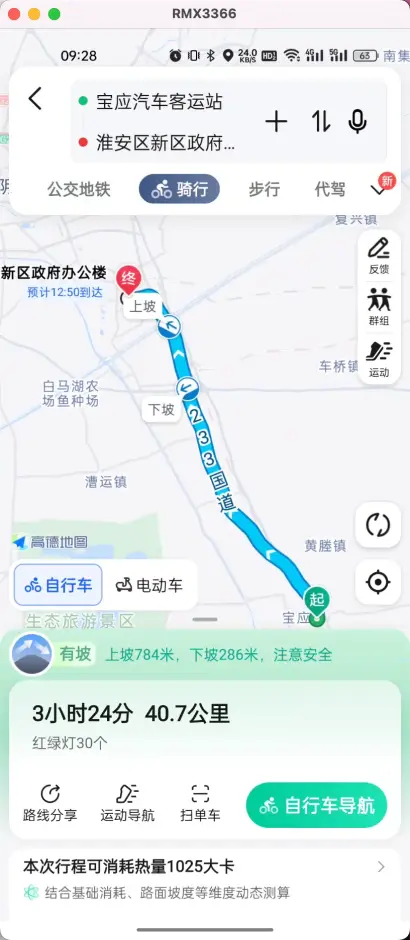 RMX3366
09:28
24.0
KB/S
HD
4G
5G
63
南集
宝应汽车客运站
淮安区新区政府...
公交地铁
骑行
步行
代驾
新
复兴镇
新区政府办公楼
预计12:50到达
终
上坡
反馈
群组
运动
车桥镇
白马湖农
场鱼种场
下坡
233国道
漕运镇
高德地图
黄塍镇
自行车
电动车
起
宝应
生态旅游景区
有坡
上坡784米，下坡286米，注意安全
3小时24分 40.7公里
红绿灯30个
路线分享
运动导航
扫单车
自行车导航
本次行程可消耗热量1025大卡
结合基础消耗、路面坡度等维度动态测算